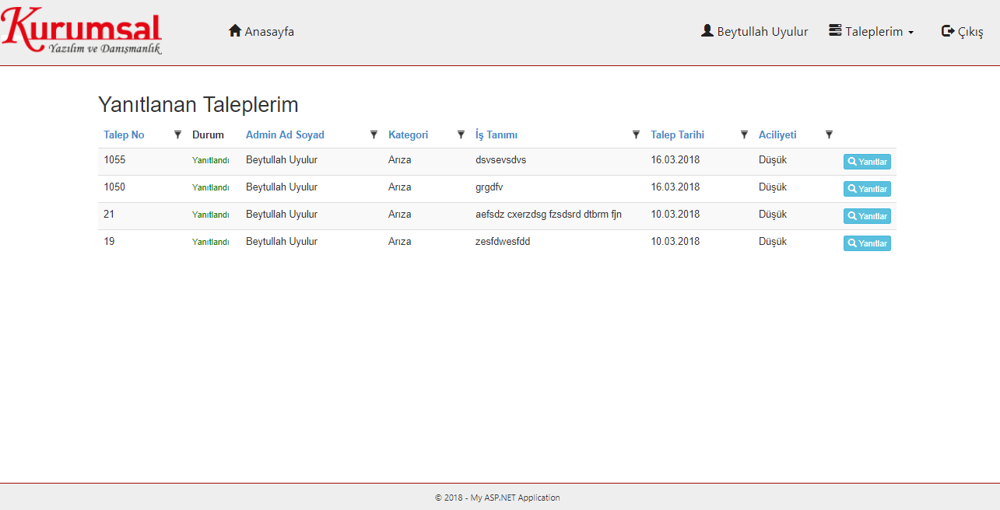 Kurumsal
Yazılım ve Danışmanlık
Anasayfa Beytullah Uyulur Taleplerim Çıkış
Yanıtlanan Taleplerim
Talep No Durum Admin Ad Soyad Kategori İş Tanımı Talep Tarihi Aciliyeti
1055 Yanıtlandı Beytullah Uyulur Arıza dsvsevsdvs 16.03.2018 Düşük Yanıtlar
1050 Yanıtlandı Beytullah Uyulur Arıza grgdfv 16.03.2018 Düşük Yanıtlar
21 Yanıtlandı Beytullah Uyulur Arıza aefsdz cxerzdsg fzsdsrd dtbrm fjn 10.03.2018 Düşük Yanıtlar
19 Yanıtlandı Beytullah Uyulur Arıza zesfdwesfdd 10.03.2018 Düşük Yanıtlar
© 2018 - My ASP.NET Application